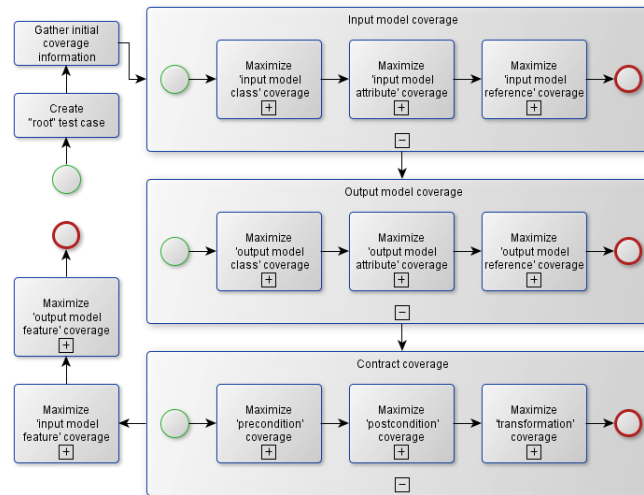 Gather initial
coverage
information
Create
"root" test case
Input model coverage
Maximize
'input model
class' coverage
Maximize
'input model
attribute' coverage
Maximize
'input model
reference' coverage
Output model coverage
Maximize
'output model
class' coverage
Maximize
'output model
attribute' coverage
Maximize
'output model
reference' coverage
Contract coverage
Maximize
'precondition'
coverage
Maximize
'postcondition'
coverage
Maximize
'transformation'
coverage
Maximize
'input model
feature' coverage
Maximize
'output model
feature' coverage